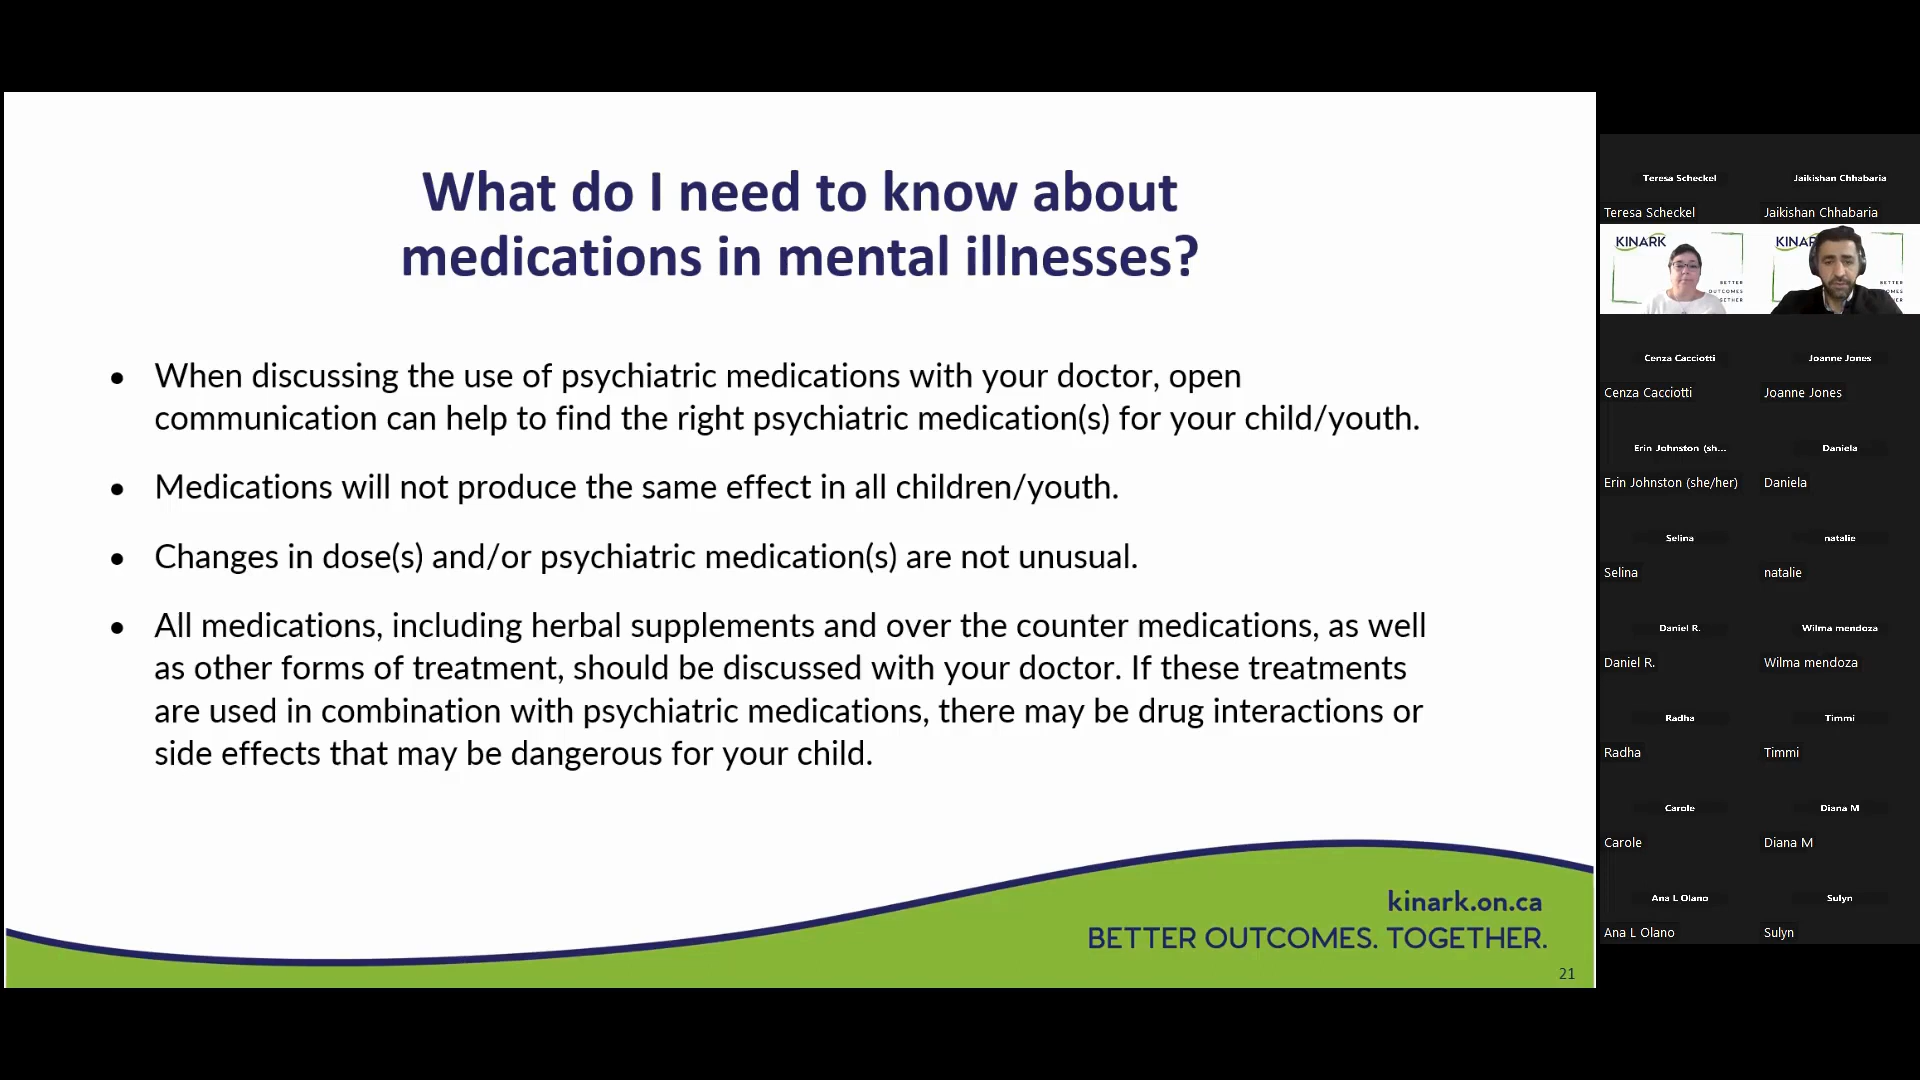 What do I need to know about
medications in mental illnesses?
• When discussing the use of psychiatric medications with your doctor, open
communication can help to find the right psychiatric medication(s) for your child/youth.
• Medications will not produce the same effect in all children/youth.
• Changes in dose(s) and/or psychiatric medication(s) are not unusual.
• All medications, including herbal supplements and over the counter medications, as well
as other forms of treatment, should be discussed with your doctor. If these treatments
are used in combination with psychiatric medications, there may be drug interactions or
side effects that may be dangerous for your child.
kinark.on.ca
BETTER OUTCOMES. TOGETHER.
21
Teresa Scheckel
Teresa Scheckel
Jaikishan Chhabaria
Jaikishan Chhabaria
KINARK
BETTER
OUTCOMES
GETHER
KINAR
BETTER
OMES
HER
Cenza Cacciotti
Cenza Cacciotti
Joanne Jones
Joanne Jones
Erin Johnston (sh...
Erin Johnston (she/her)
Daniela
Daniela
Selina
Selina
natalie
natalie
Daniel R.
Daniel R.
Wilma mendoza
Wilma mendoza
Radha
Radha
Timmi
Timmi
Carole
Carole
Diana M
Diana M
Ana L Olano
Ana L Olano
Sulyn
Sulyn